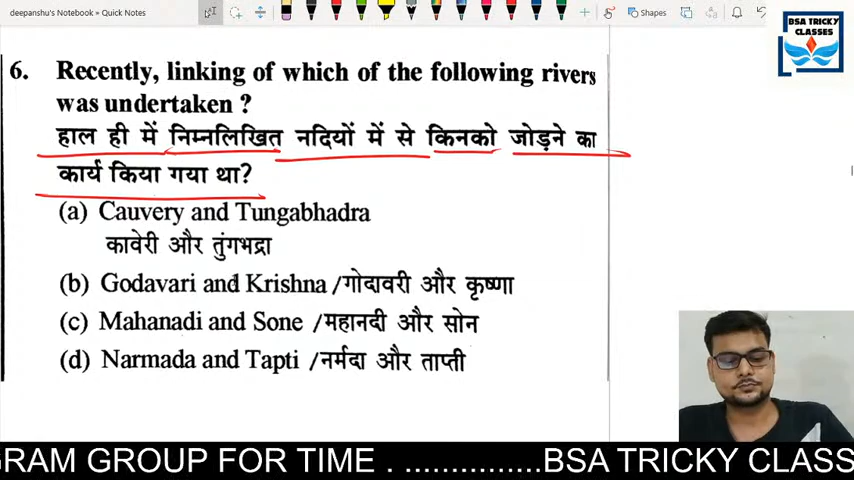 deepanshu's Notebook » Quick Notes
Shapes
BSA TRICKY
CLASSES
6. Recently, linking of which of the following rivers
was undertaken ?
हाल ही में निम्नलिखित नदियों में से किनको जोड़ने का
कार्य किया गया था?
(a) Cauvery and Tungabhadra
कावेरी और तुंगभद्रा
(b) Godavari and Krishna /गोदावरी और कृष्णा
(c) Mahanadi and Sone /महानदी और सोन
(d) Narmada and Tapti /नर्मदा और ताप्ती
GRAM GROUP FOR TIME . ..............BSA TRICKY CLASS